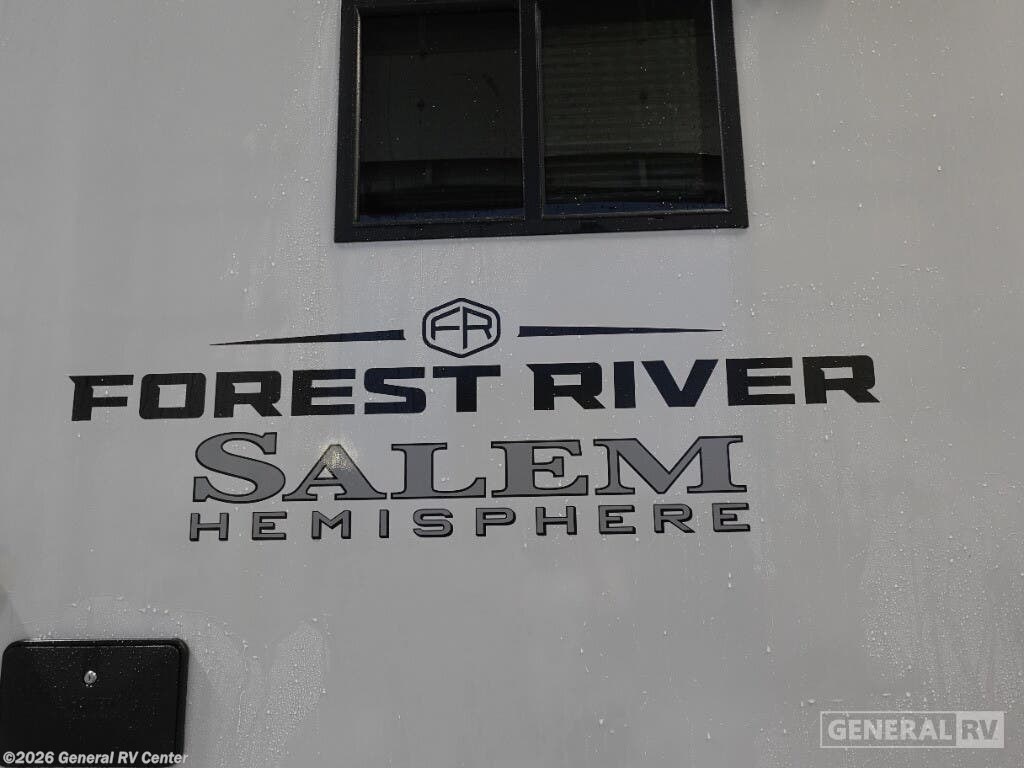 FR
FOREST RIVER
SALEM
HEMISPHERE
GENERAL RV
©2026 General RV Center